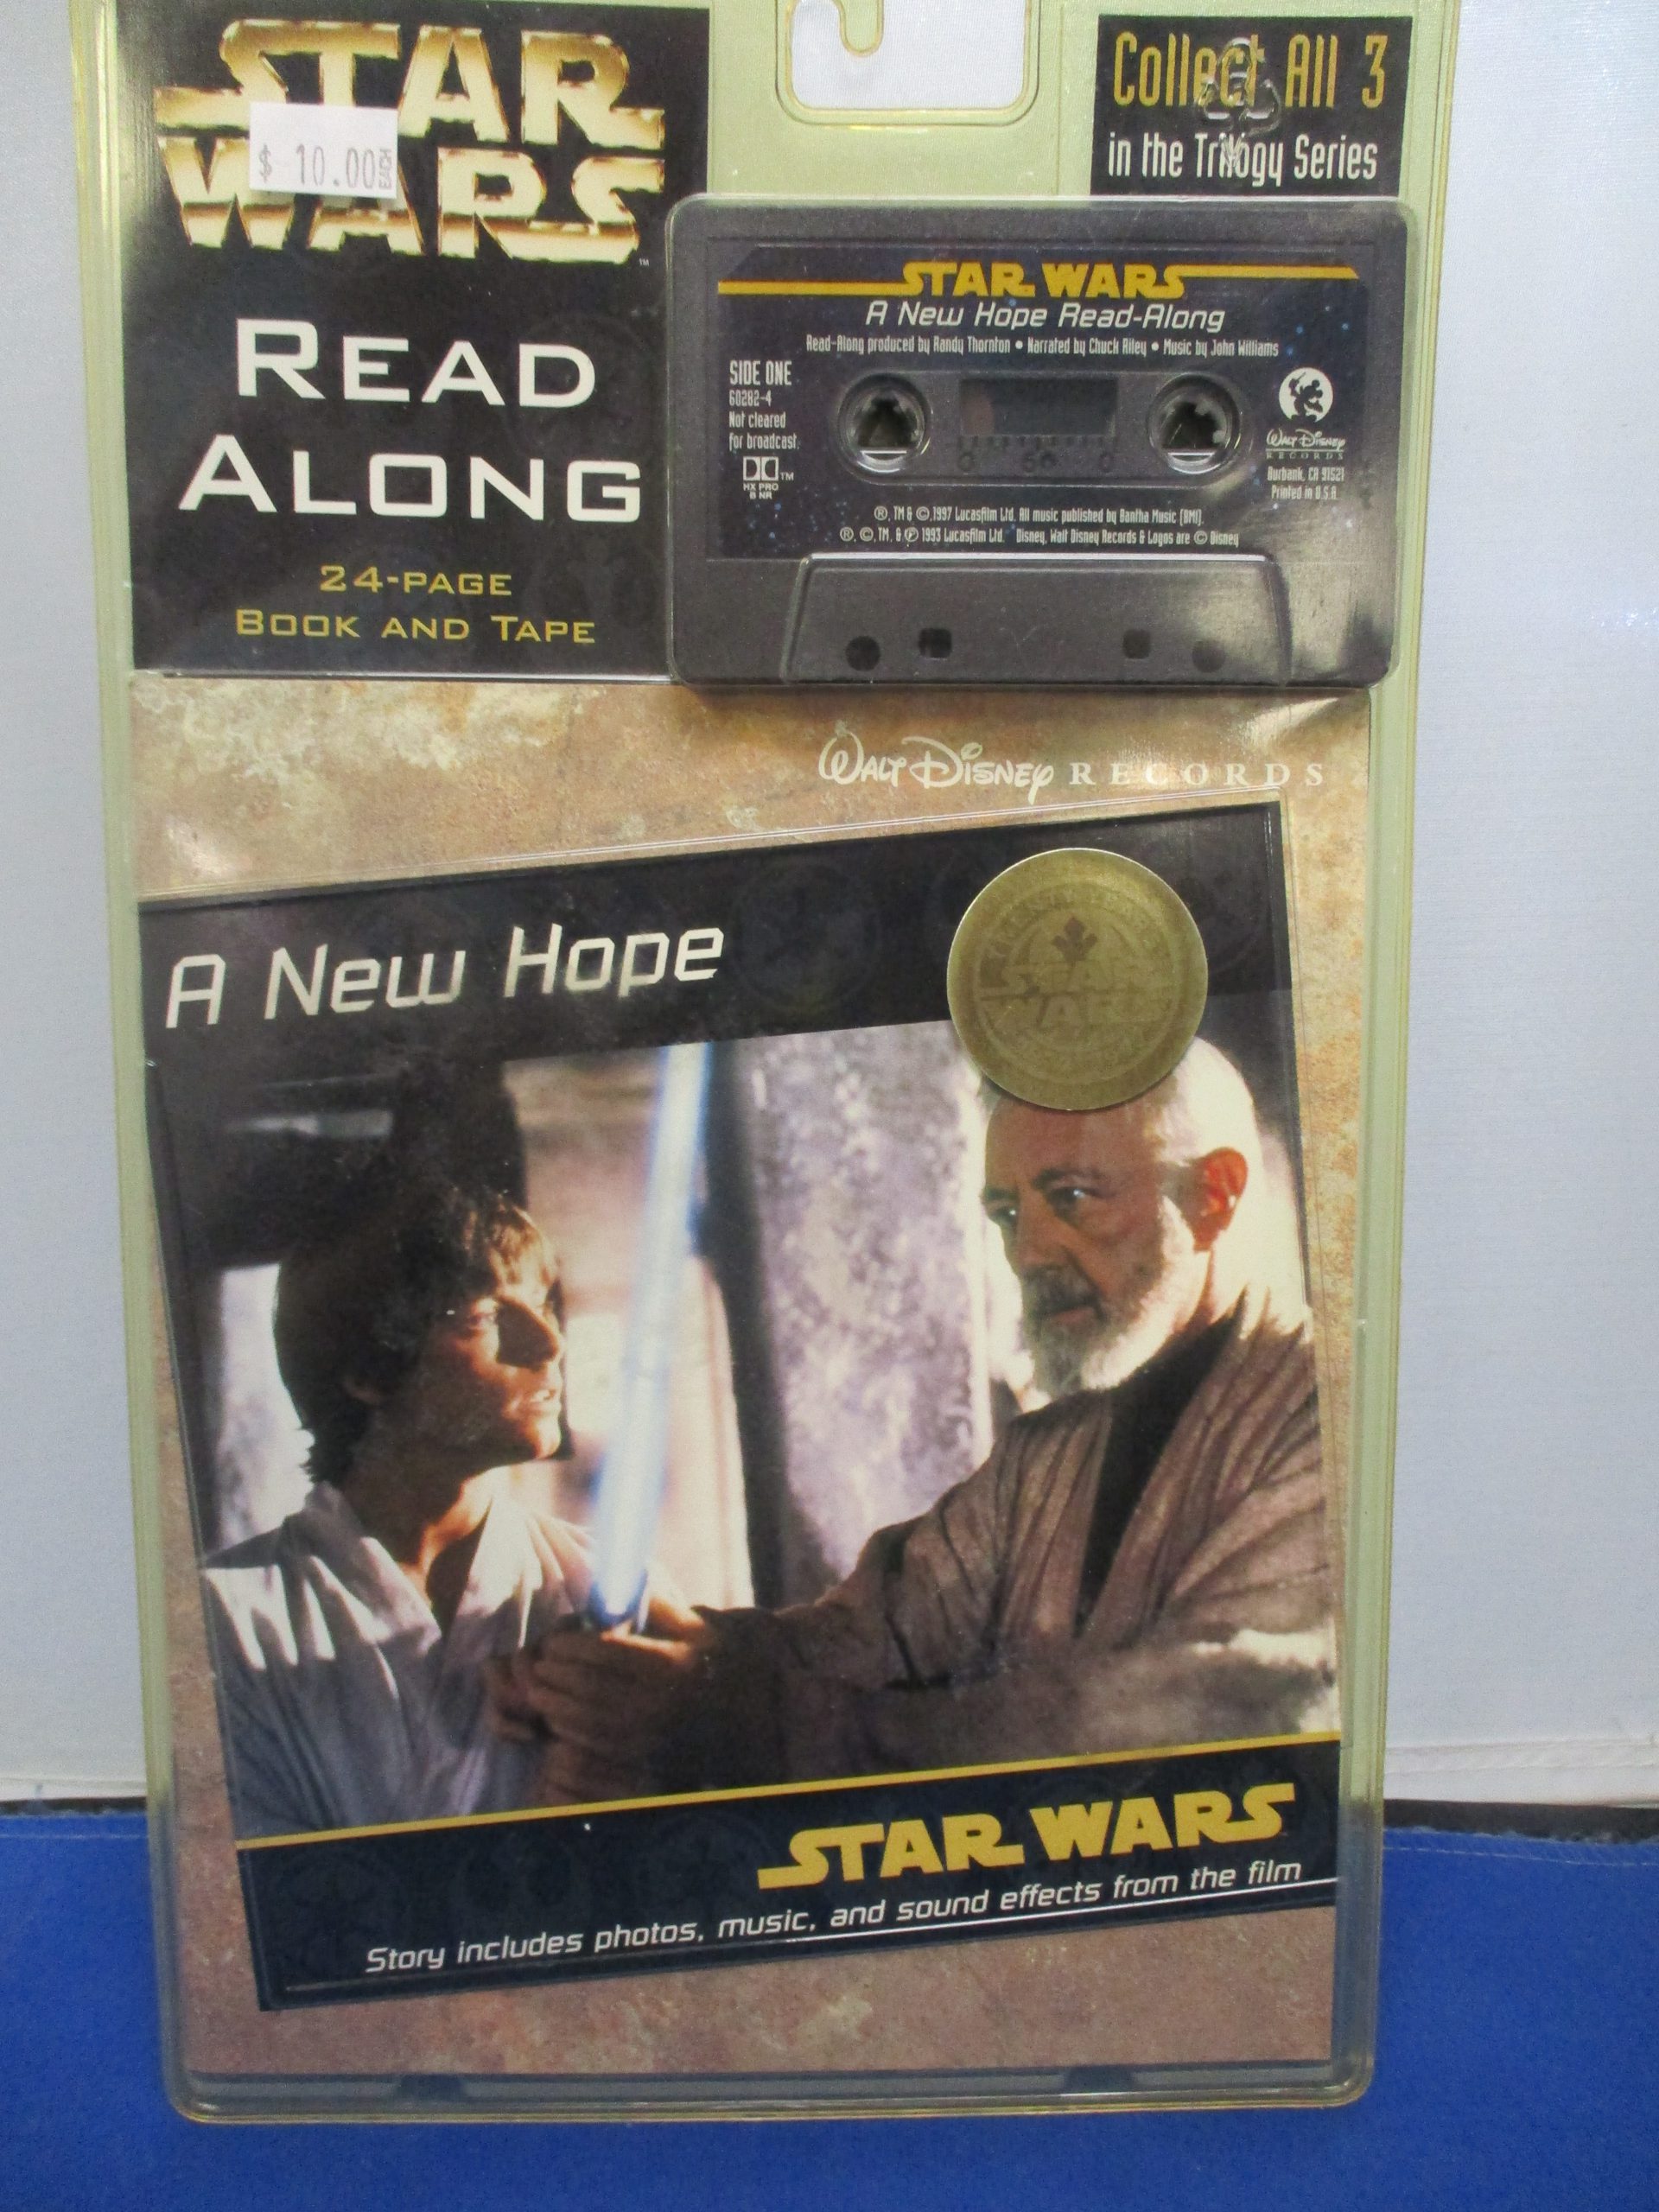 STAR
WARS
TM
$ 10.00 EACH
READ
ALONG
24-PAGE
BOOK AND TAPE
Collect All 3
in the Trilogy Series
STAR WARS
A New Hope Read-Along
Read-Along produced by Randy Thornton • Narrated by Chuck Riley • Music by John Williams
SIDE ONE
60282-4
Not cleared
for broadcast.
TM
HX PRO
B NR
WALT DISNEY
RECORDS
Burbank, CA 91521
Printed in U.S.A.
®, TM & © 1997 Lucasfilm Ltd. All music published by Bantha Music (BMI).
®, ©, TM, & ℗ 1993 Lucasfilm Ltd. Disney, Walt Disney Records & Logos are © Disney
WALT DISNEY RECORDS
A New Hope
STAR
WARS
STAR WARS
Story includes photos, music, and sound effects from the film